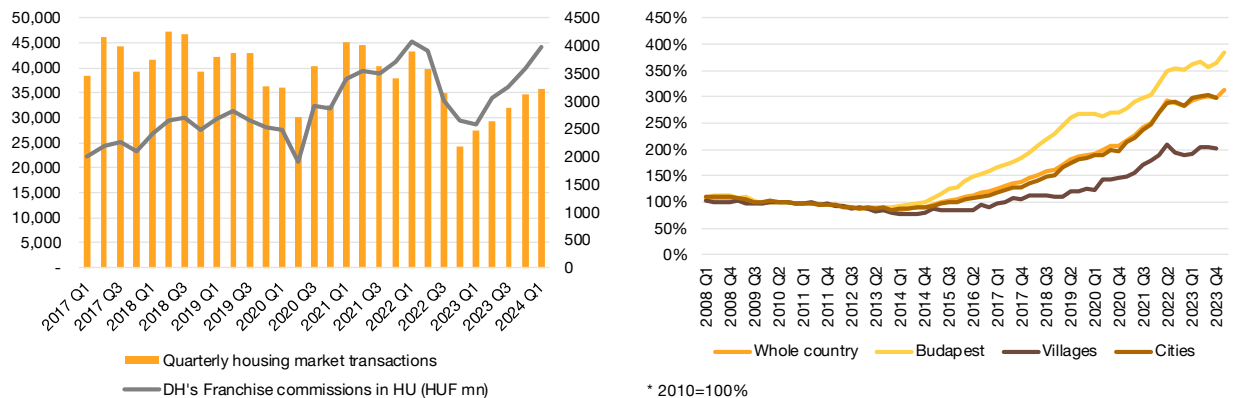 50,000
45,000
40,000
35,000
30,000
25,000
20,000
15,000
10,000
5,000
-
4500
4000
3500
3000
2500
2000
1500
1000
500
0
2017 Q1
2017 Q3
2018 Q1
2018 Q3
2019 Q1
2019 Q3
2020 Q1
2020 Q3
2021 Q1
2021 Q3
2022 Q1
2022 Q3
2023 Q1
2023 Q3
2024 Q1
Quarterly housing market transactions
DH's Franchise commissions in HU (HUF mn)
450%
400%
350%
300%
250%
200%
150%
100%
50%
0%
2008 Q1
2008 Q4
2009 Q3
2010 Q2
2011 Q1
2011 Q4
2012 Q3
2013 Q2
2014 Q1
2014 Q4
2015 Q3
2016 Q2
2017 Q1
2017 Q4
2018 Q3
2019 Q2
2020 Q1
2020 Q4
2021 Q3
2022 Q2
2023 Q1
2023 Q4
Whole country Budapest Villages Cities
* 2010=100%